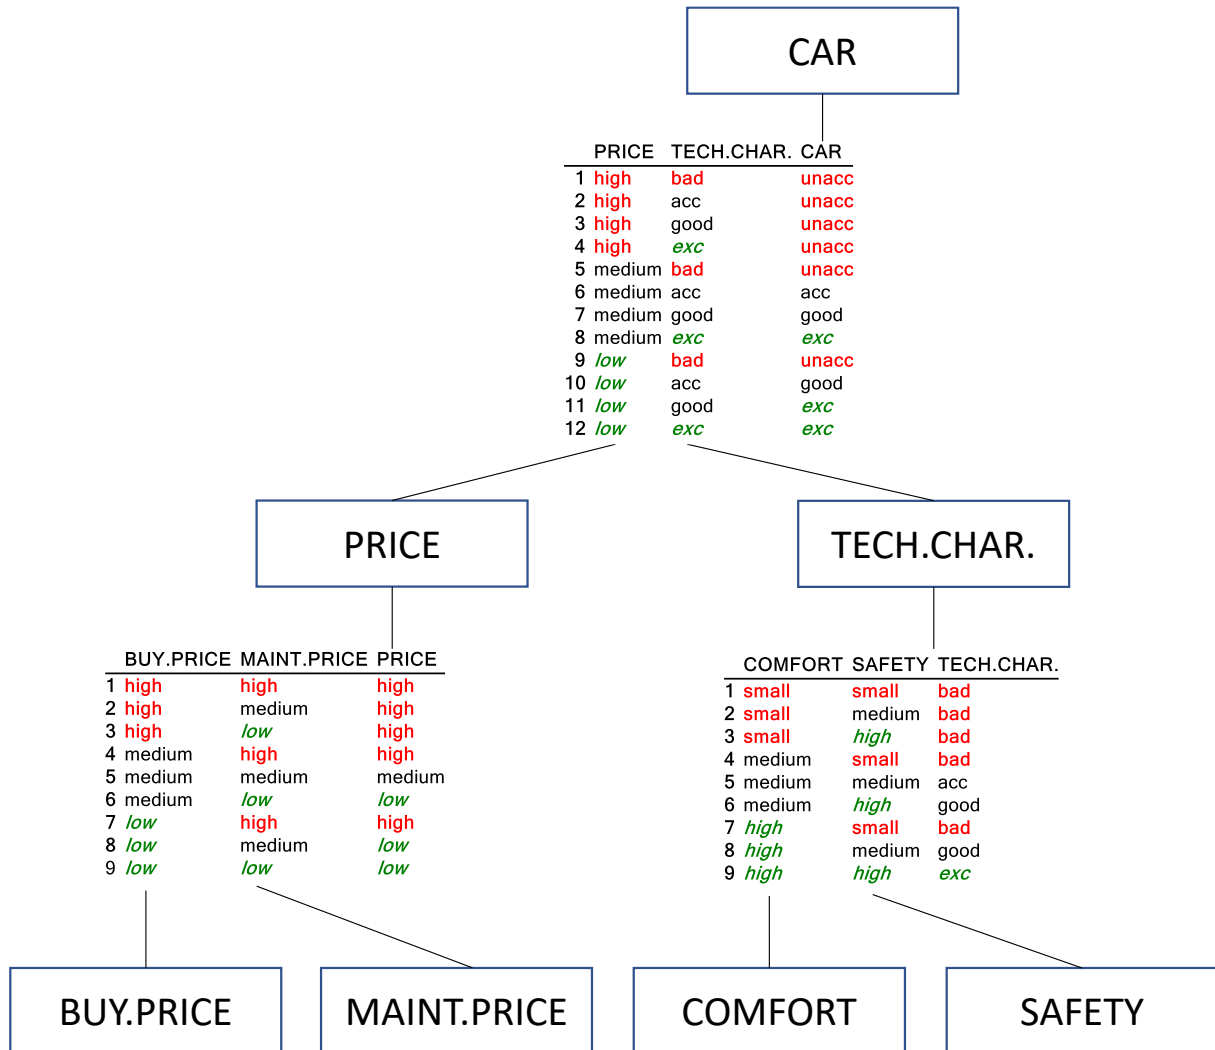 CAR
PRICE TECH.CHAR. CAR
1 high bad unacc
2 high acc unacc
3 high good unacc
4 high exc unacc
5 medium bad unacc
6 medium acc acc
7 medium good good
8 medium exc exc
9 low bad unacc
10 low acc good
11 low good exc
12 low exc exc
PRICE
TECH.CHAR.
BUY.PRICE MAINT.PRICE PRICE
1 high high high
2 high medium high
3 high low high
4 medium high high
5 medium medium medium
6 medium low low
7 low high high
8 low medium low
9 low low low
COMFORT SAFETY TECH.CHAR.
1 small small bad
2 small medium bad
3 small high bad
4 medium small bad
5 medium medium acc
6 medium high good
7 high small bad
8 high medium good
9 high high exc
BUY.PRICE
MAINT.PRICE
COMFORT
SAFETY